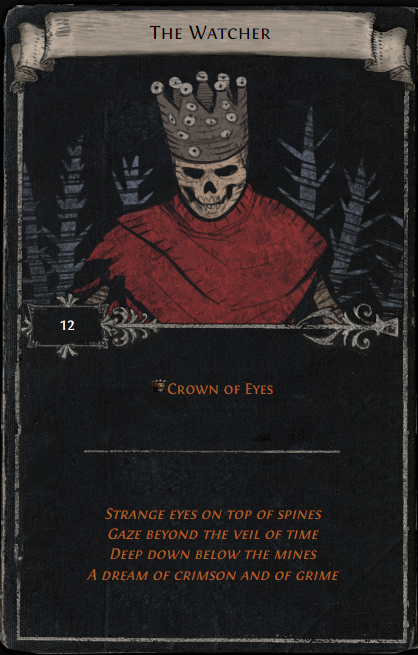 The Watcher
12
Crown of Eyes
Strange eyes on top of spines
Gaze beyond the veil of time
Deep down below the mines
A dream of crimson and of grime